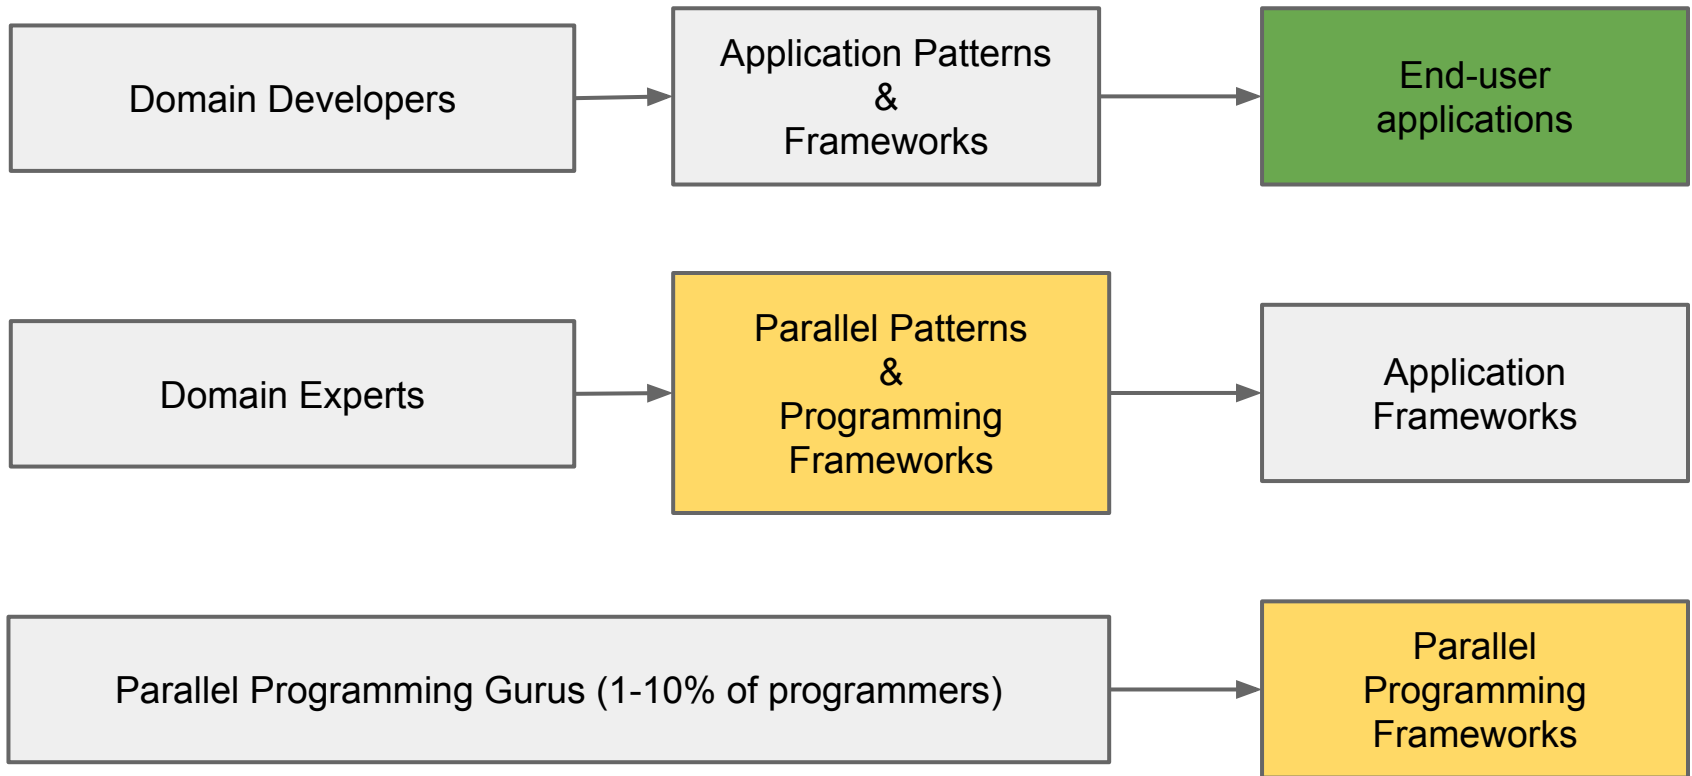 Domain Developers
Application Patterns
&
Frameworks
End-user
applications
Domain Experts
Parallel Patterns
&
Programming
Frameworks
Application
Frameworks
Parallel Programming Gurus (1-10% of programmers)
Parallel
Programming
Frameworks